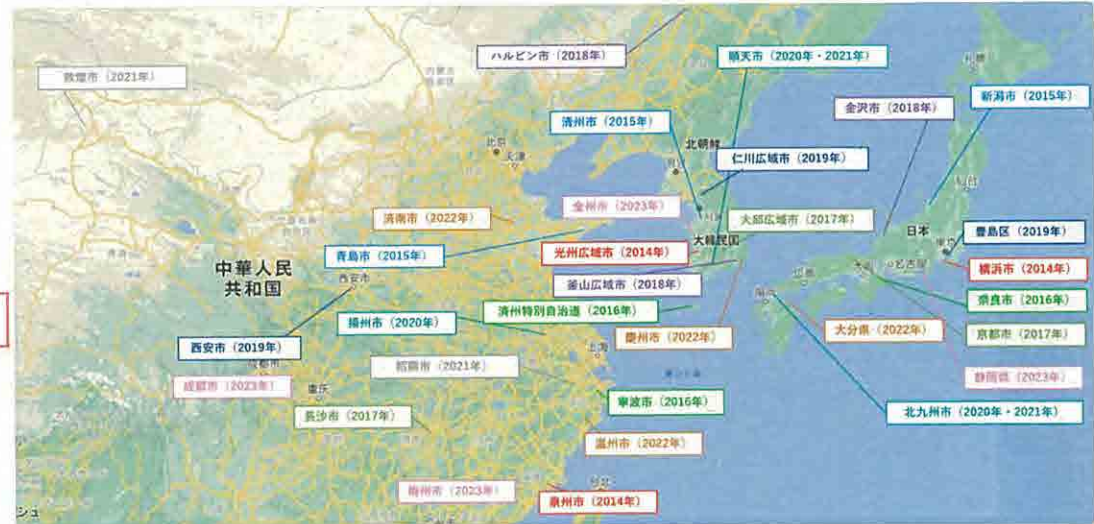 ハルビン市（2018年）
順天市（2020年・2021年）
敦煌市（2021年）
札幌
金沢市（2018年）
新潟市（2015年）
清州市（2015年）
北京
天津
北朝鮮
仁川広域市（2019年）
仙台
全州市（2023年）
済南市（2022年）
大邱広域市（2017年）
日本
豊島区（2019年）
青島市（2015年）
光州広域市（2014年）
大韓民国
名古屋
横浜市（2014年）
中華人民
共和国
西安市
釜山広域市（2018年）
広島
奈良市（2016年）
揚州市（2020年）
済州特別自治道（2016年）
慶州市（2022年）
大分県（2022年）
京都市（2017年）
西安市（2019年）
成都市
上海
紹興市（2021年）
静岡県（2023年）
成都市（2023年）
重慶
寧波市（2016年）
北九州市（2020年・2021年）
長沙市（2017年）
温州市（2022年）
梅州市（2023年）
泉州市（2014年）
台北
シュ